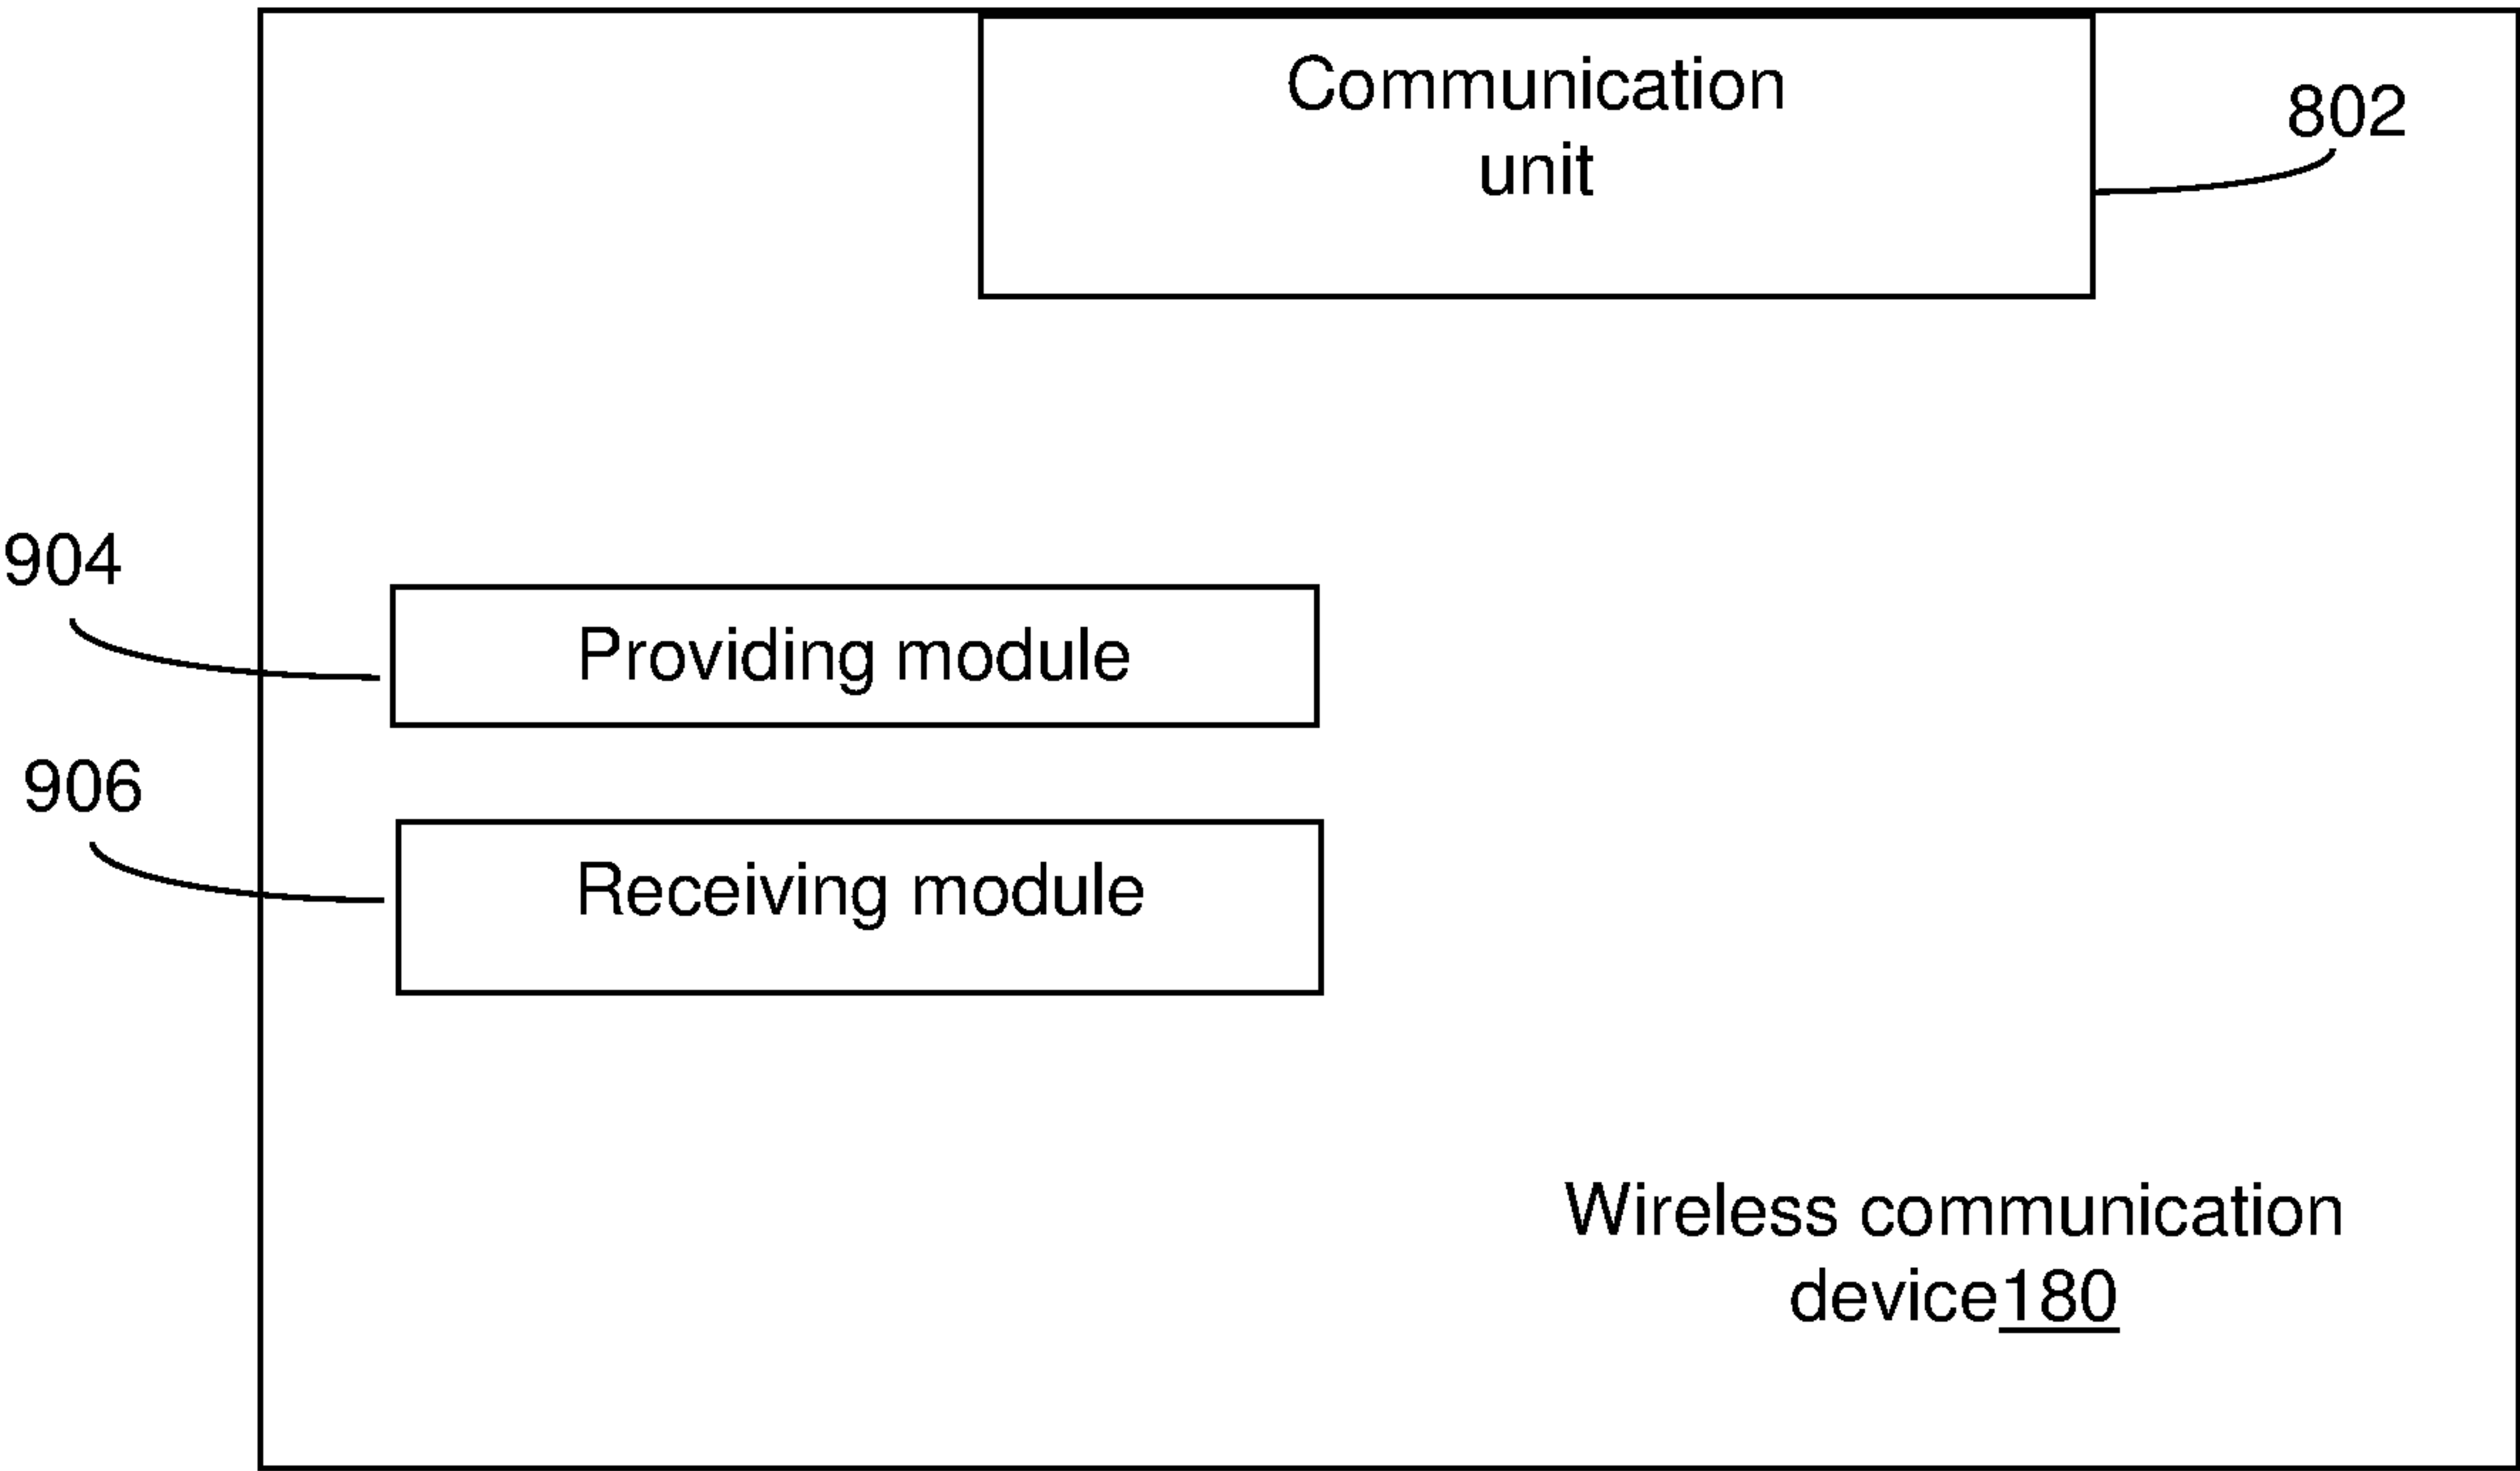 Communication
unit
802
904
Providing module
906
Receiving module
Wireless communication
device180